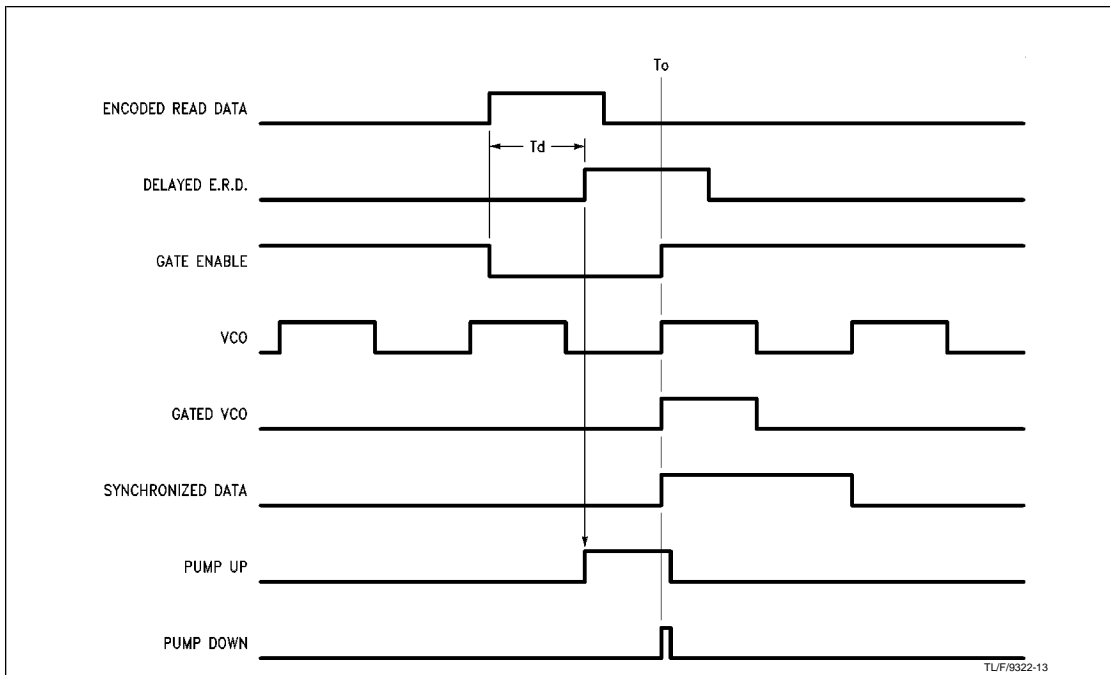 To
ENCODED READ DATA
Td
DELAYED E.R.D.
GATE ENABLE
VCO
GATED VCO
SYNCHRONIZED DATA
PUMP UP
PUMP DOWN
TL/F/9322-13